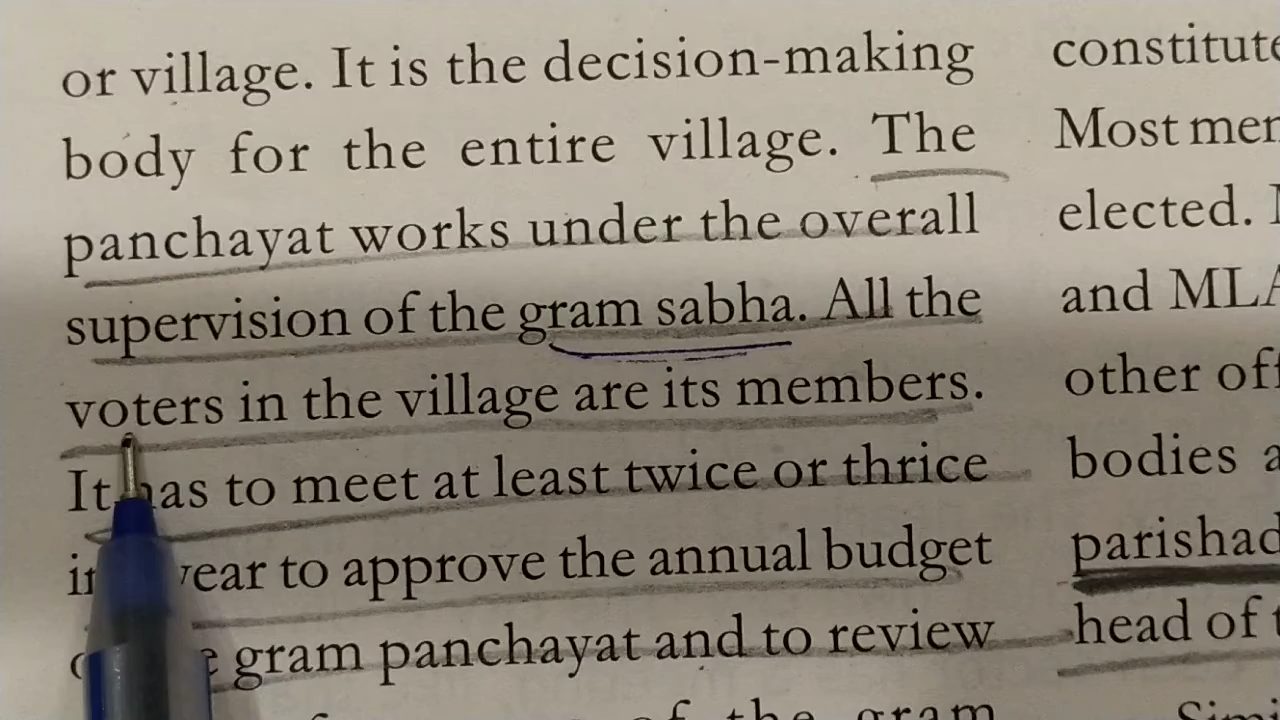 or village. It is the decision-making
body for the entire village. The
panchayat works under the overall
supervision of the gram sabha. All the
voters in the village are its members.
It has to meet at least twice or thrice
year to approve the annual budget
gram panchayat and to review
of the gram
Most
elected.
and
other
bodies
parishad
head of